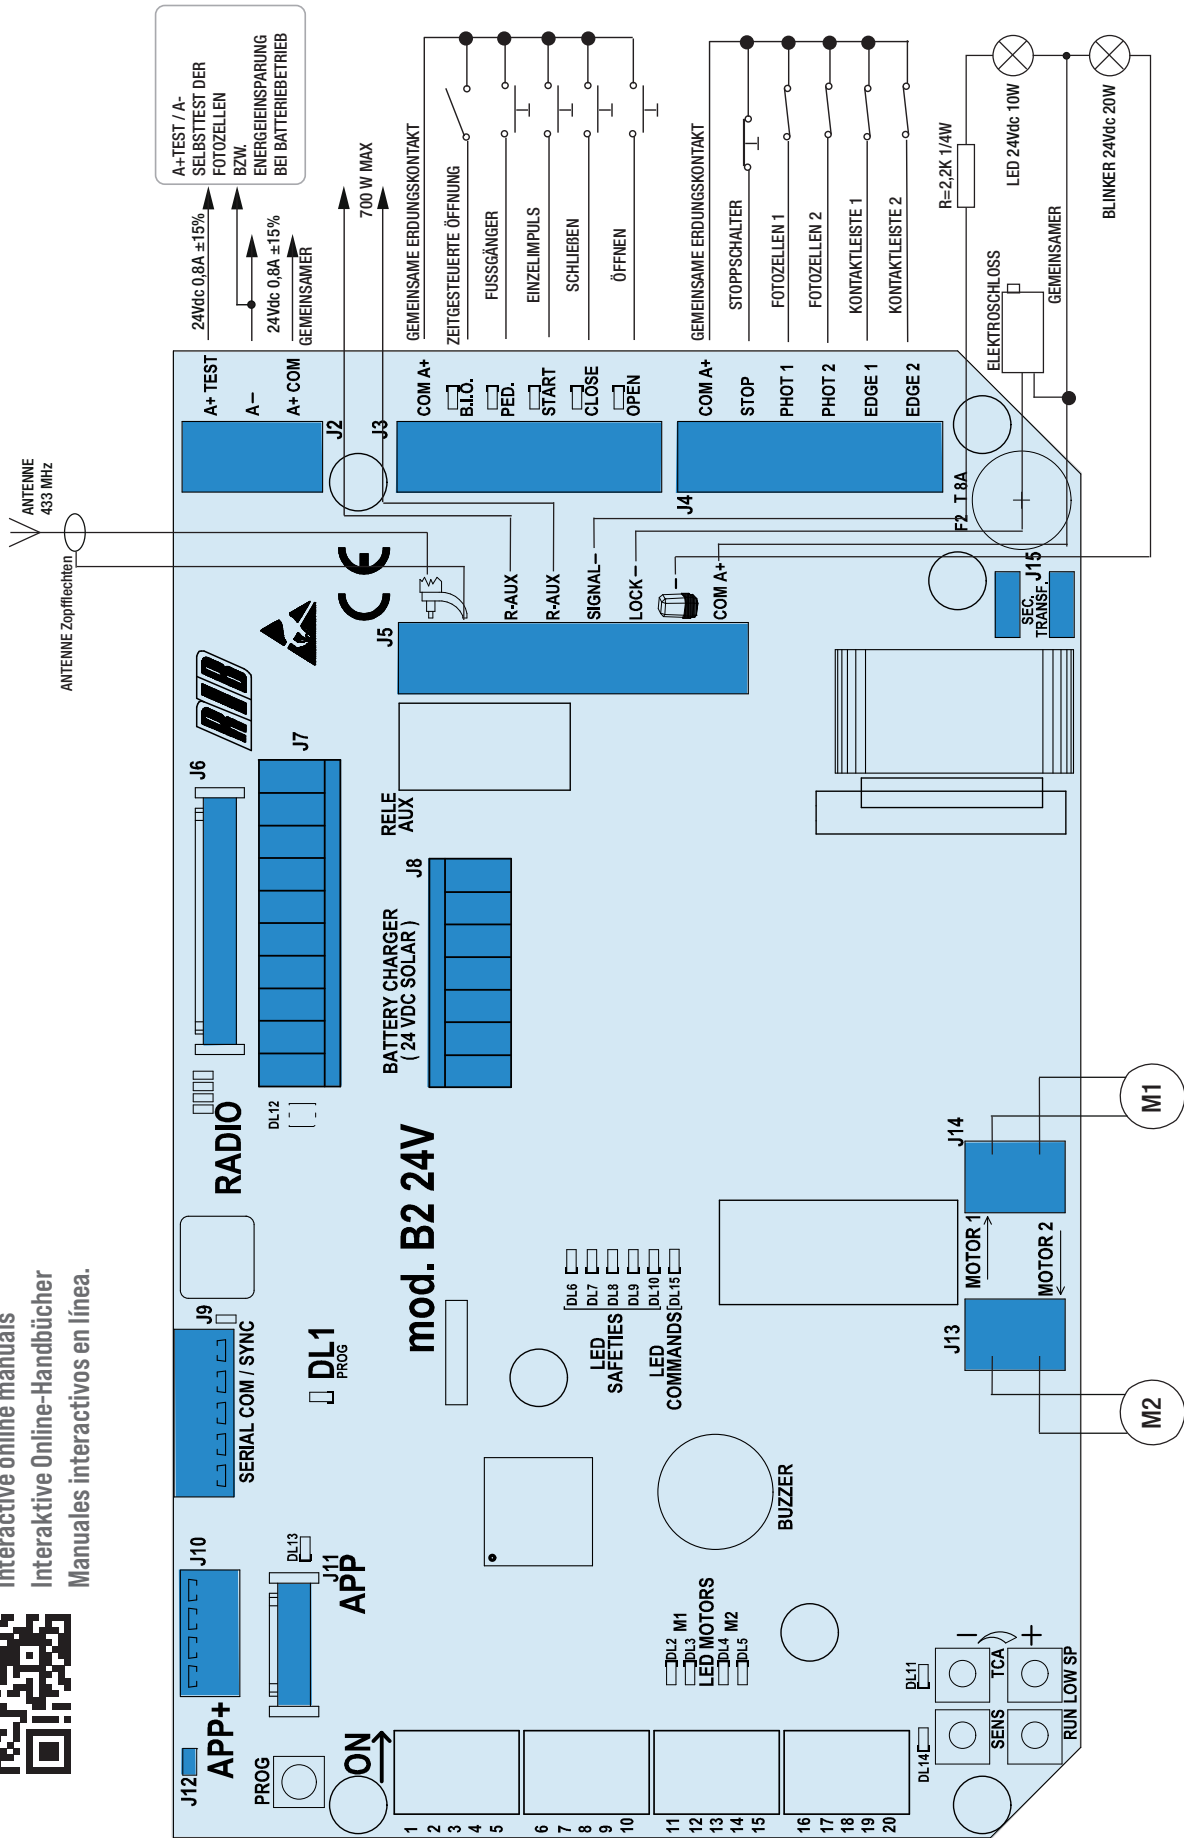 Interactive online manuals
Interaktive Online-Handbücher
Manuales interactivos en línea.
A+TEST / A-
SELBSTTEST DER
FOTOZELLEN
BZW.
ENERGIEEINSPARUNG
BEI BATTERIEBETRIEB
24Vdc 0,8A ±15%
24Vdc 0,8A ±15%
GEMEINSAMER
700 W MAX
GEMEINSAME ERDUNGSKONTAKT
ZEITGESTEUERTE ÖFFNUNG
FUSSGÄNGER
EINZELIMPULS
SCHLIEßEN
ÖFFNEN
GEMEINSAME ERDUNGSKONTAKT
STOPPSCHALTER
FOTOZELLEN 1
FOTOZELLEN 2
KONTAKTLEISTE 1
KONTAKTLEISTE 2
R=2,2K 1/4W
LED 24Vdc 10W
ELEKTROSCHLOSS
GEMEINSAMER
BLINKER 24Vdc 20W
ANTENNE
433 MHz
ANTENNE Zopfflechten
A+ TEST
A−
A+ COM
J2
J3
COM A+
B.I.O.
PED.
START
CLOSE
OPEN
J4
COM A+
STOP
PHOT 1
PHOT 2
EDGE 1
EDGE 2
F2 T 8A
J5
R-AUX
R-AUX
SIGNAL−
LOCK−
−
COM A+
J15
SEC.
TRANSF.
CE
RIB
J6
J7
RELE
AUX
J8
BATTERY CHARGER
( 24 VDC SOLAR )
DL12
RADIO
mod. B2 24V
J9
SERIAL COM / SYNC
DL1
PROG
DL6
DL7
DL8
DL9
DL10
DL15
LED
SAFETIES
LED
COMMANDS
J14
MOTOR 1
MOTOR 2
J13
M1
M2
BUZZER
J10
DL13
J11
APP
J12
APP+
PROG
ON
DL2
DL3
DL4
DL5
M1
M2
LED MOTORS
DL11
DL14
−
+
TCA
SENS
LOW SP
RUN
1
2
3
4
5
6
7
8
9
10
11
12
13
14
15
16
17
18
19
20